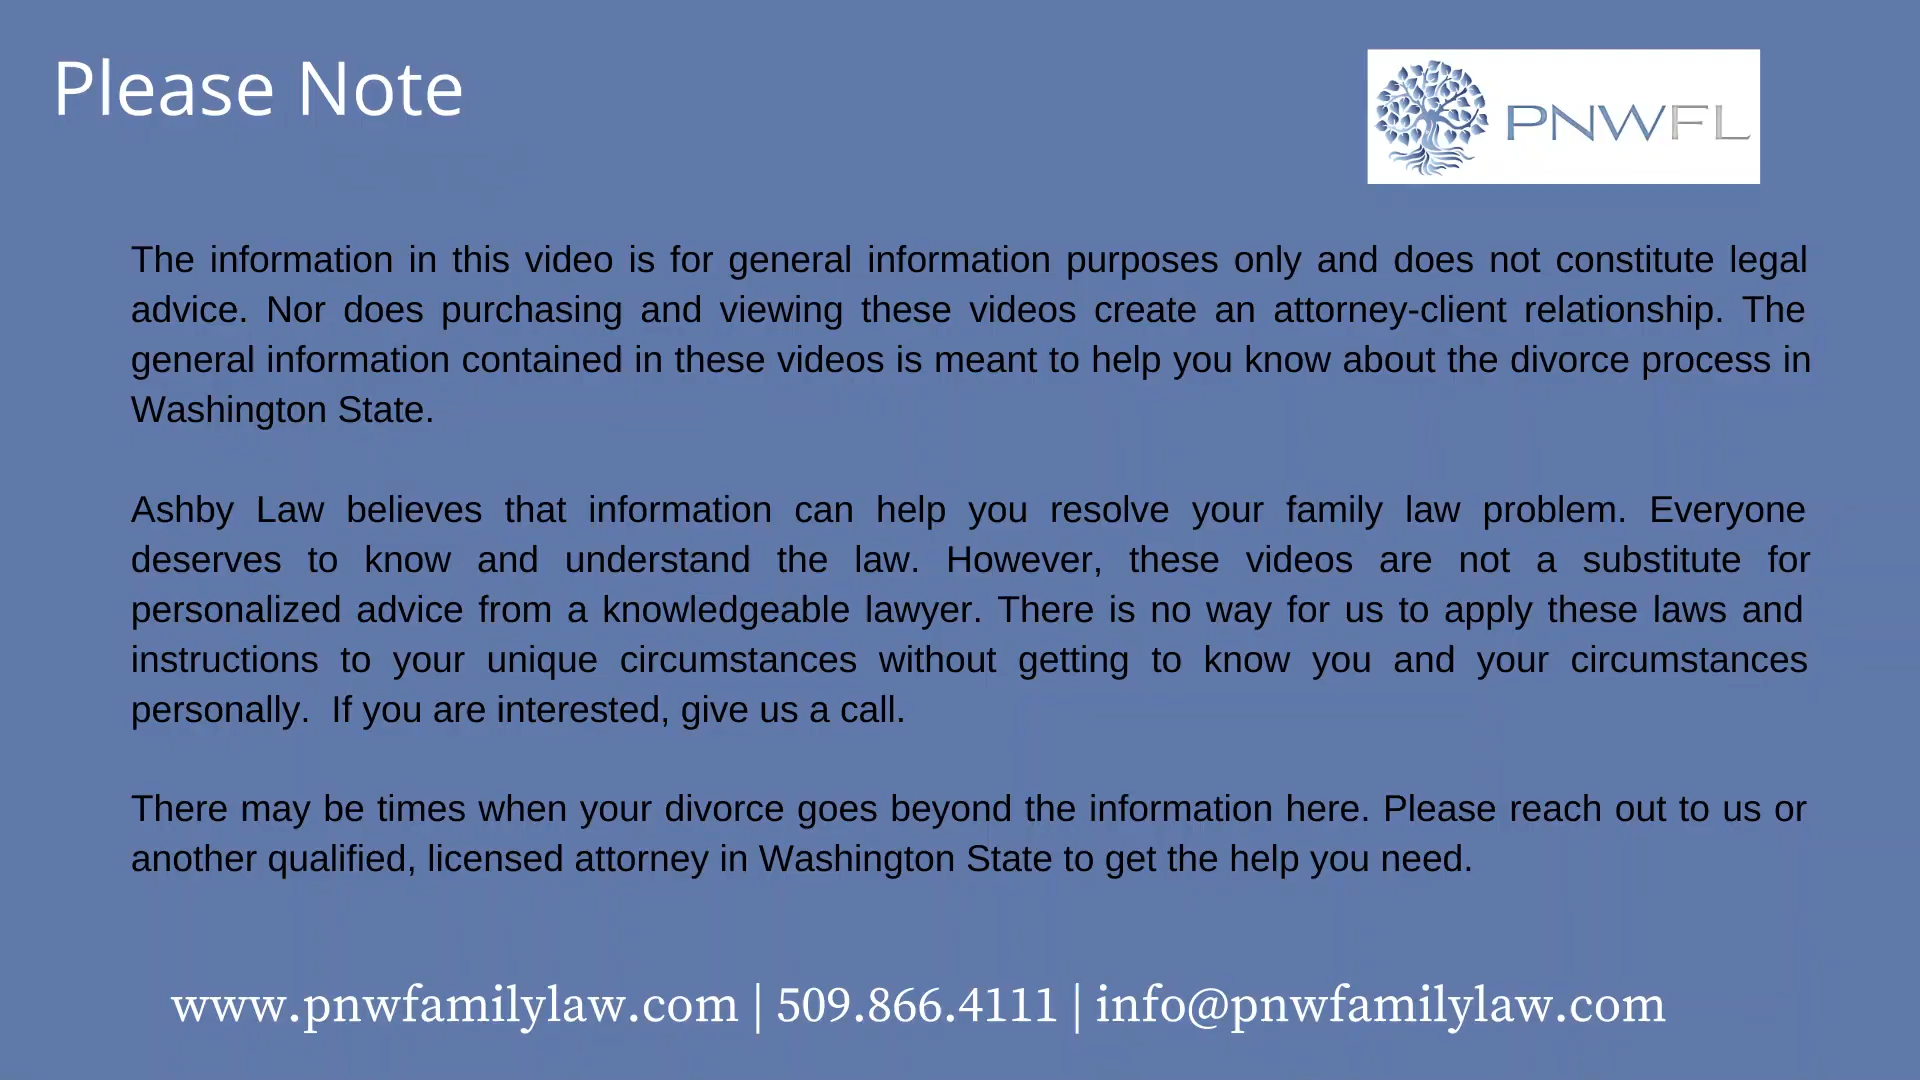 Please Note
PNWFL
The information in this video is for general information purposes only and does not constitute legal
advice. Nor does purchasing and viewing these videos create an attorney-client relationship. The
general information contained in these videos is meant to help you know about the divorce process in
Washington State.
Ashby Law believes that information can help you resolve your family law problem. Everyone
deserves to know and understand the law. However, these videos are not a substitute for
personalized advice from a knowledgeable lawyer. There is no way for us to apply these laws and
instructions to your unique circumstances without getting to know you and your circumstances
personally.  If you are interested, give us a call.
There may be times when your divorce goes beyond the information here. Please reach out to us or
another qualified, licensed attorney in Washington State to get the help you need.
www.pnwfamilylaw.com | 509.866.4111 | info@pnwfamilylaw.com